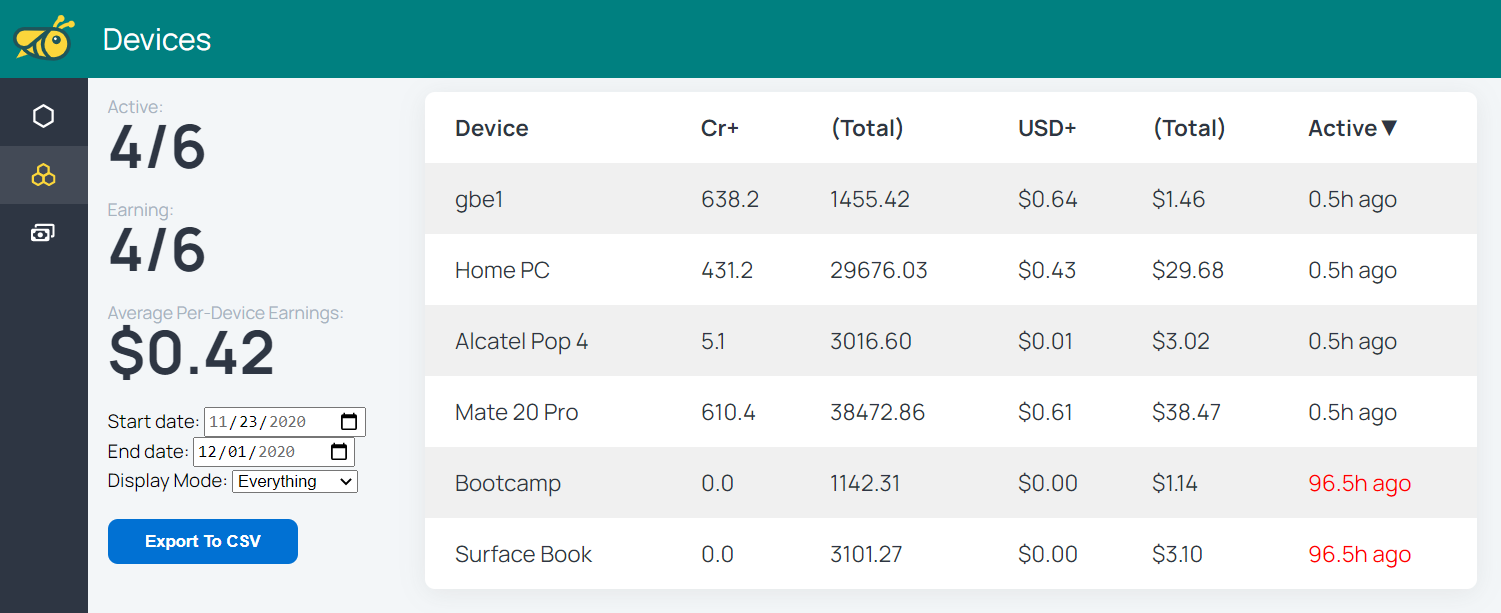 Devices
Active:
4/6
Earning:
4/6
Average Per-Device Earnings:
$0.42
Start date: 11/23/2020
End date: 12/01/2020
Display Mode: Everything
Export To CSV
Device Cr+ (Total) USD+ (Total) Active▼
gbe1 638.2 1455.42 $0.64 $1.46 0.5h ago
Home PC 431.2 29676.03 $0.43 $29.68 0.5h ago
Alcatel Pop 4 5.1 3016.60 $0.01 $3.02 0.5h ago
Mate 20 Pro 610.4 38472.86 $0.61 $38.47 0.5h ago
Bootcamp 0.0 1142.31 $0.00 $1.14 96.5h ago
Surface Book 0.0 3101.27 $0.00 $3.10 96.5h ago